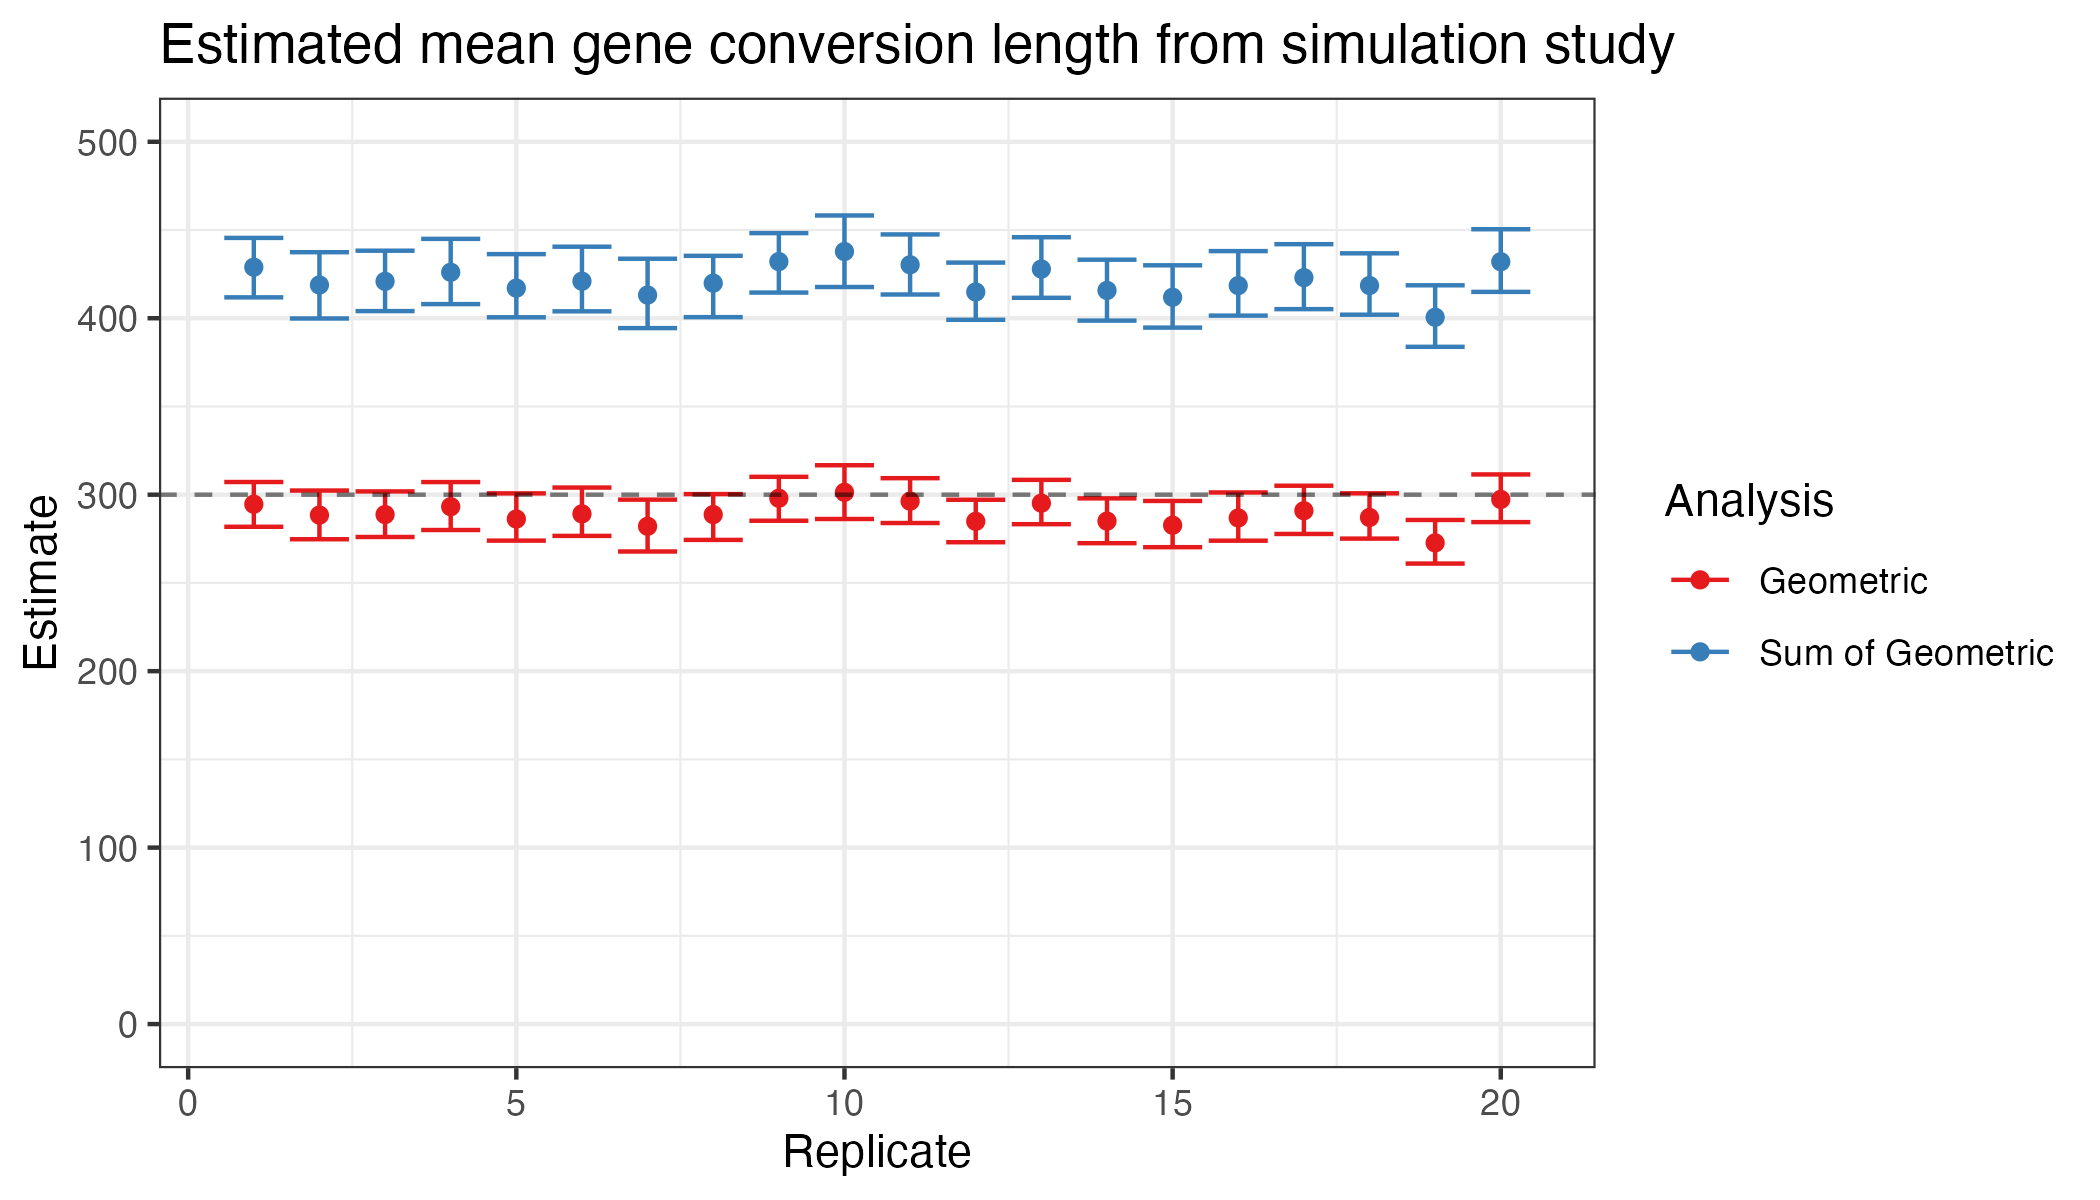 Estimated mean gene conversion length from simulation study
500
400
300
200
100
0
Estimate
0 5 10 15 20
Replicate
Analysis
Geometric
Sum of Geometric